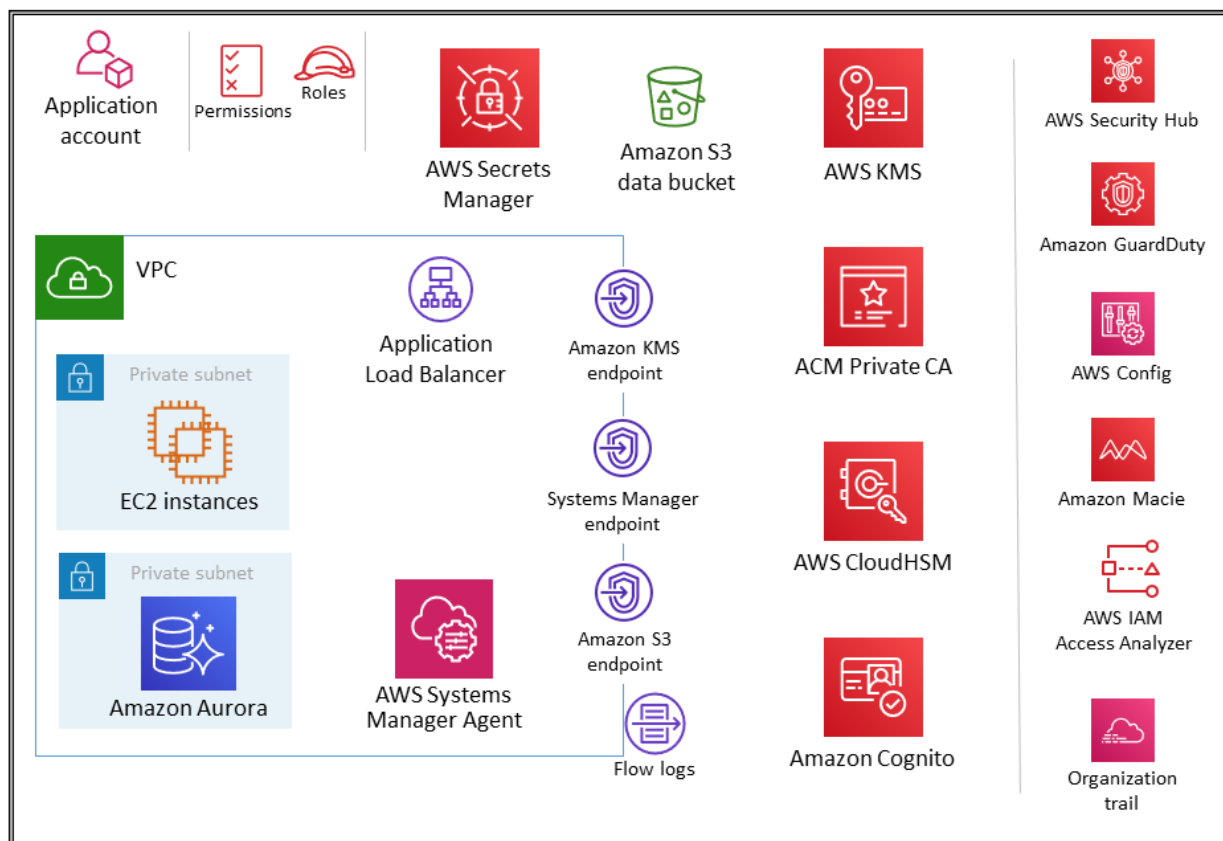 Application
account
Permissions
Roles
AWS Secrets
Manager
Amazon S3
data bucket
AWS KMS
AWS Security Hub
Amazon GuardDuty
AWS Config
Amazon Macie
AWS IAM
Access Analyzer
Organization
trail
VPC
Application
Load Balancer
Private subnet
EC2 instances
Private subnet
Amazon Aurora
AWS Systems
Manager Agent
Amazon KMS
endpoint
Systems Manager
endpoint
Amazon S3
endpoint
Flow logs
ACM Private CA
AWS CloudHSM
Amazon Cognito